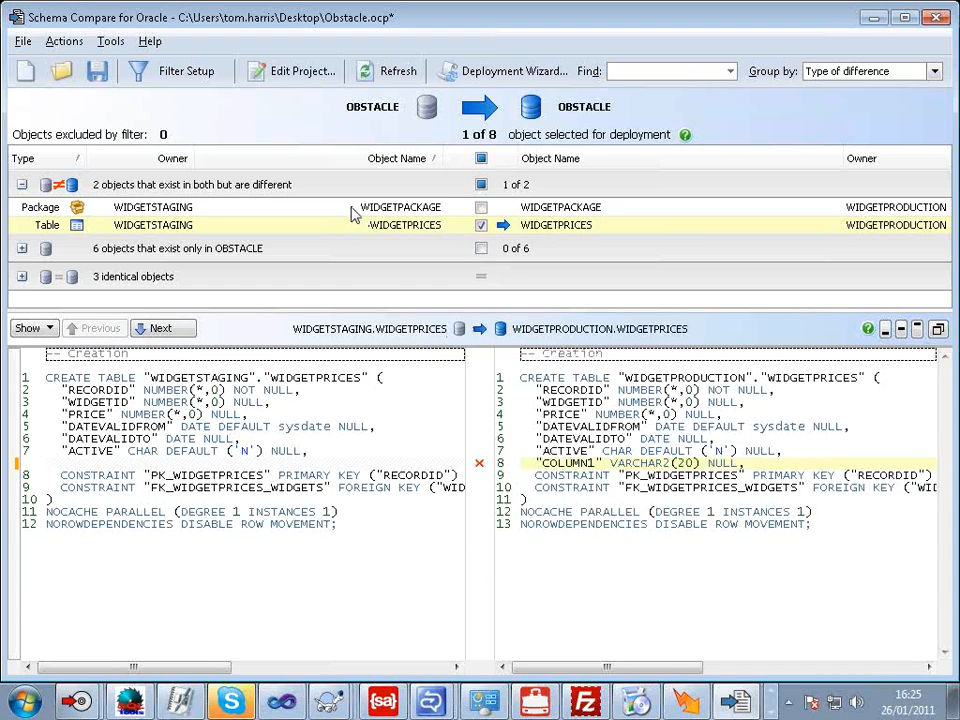 Schema Compare for Oracle - C:\Users\tom.harris\Desktop\Obstacle.ocp*
File Actions Tools Help
Filter Setup Edit Project... Refresh Deployment Wizard... Find: Group by: Type of difference
OBSTACLE OBSTACLE
Objects excluded by filter: 0 1 of 8 object selected for deployment
Type / Owner Object Name / Object Name Owner
2 objects that exist in both but are different 1 of 2
Package WIDGETSTAGING WIDGETPACKAGE WIDGETPACKAGE WIDGETPRODUCTION
Table WIDGETSTAGING WIDGETPRICES WIDGETPRICES WIDGETPRODUCTION
6 objects that exist only in OBSTACLE 0 of 6
3 identical objects =
Show Previous Next WIDGETSTAGING.WIDGETPRICES WIDGETPRODUCTION.WIDGETPRICES
-- Creation
1 CREATE TABLE "WIDGETSTAGING"."WIDGETPRICES" (
2 "RECORDID" NUMBER(*,0) NOT NULL,
3 "WIDGETID" NUMBER(*,0) NULL,
4 "PRICE" NUMBER(*,0) NULL,
5 "DATEVALIDFROM" DATE DEFAULT sysdate NULL,
6 "DATEVALIDTO" DATE NULL,
7 "ACTIVE" CHAR DEFAULT ('N') NULL,
8 CONSTRAINT "PK_WIDGETPRICES" PRIMARY KEY ("RECORDID")
9 CONSTRAINT "FK_WIDGETPRICES_WIDGETS" FOREIGN KEY ("WID
10 )
11 NOCACHE PARALLEL (DEGREE 1 INSTANCES 1)
12 NOROWDEPENDENCIES DISABLE ROW MOVEMENT;
-- Creation
1 CREATE TABLE "WIDGETPRODUCTION"."WIDGETPRICES" (
2 "RECORDID" NUMBER(*,0) NOT NULL,
3 "WIDGETID" NUMBER(*,0) NULL,
4 "PRICE" NUMBER(*,0) NULL,
5 "DATEVALIDFROM" DATE DEFAULT sysdate NULL,
6 "DATEVALIDTO" DATE NULL,
7 "ACTIVE" CHAR DEFAULT ('N') NULL,
8 "COLUMN1" VARCHAR2(20) NULL,
9 CONSTRAINT "PK_WIDGETPRICES" PRIMARY KEY ("RECORDID")
10 CONSTRAINT "FK_WIDGETPRICES_WIDGETS" FOREIGN KEY ("WID
11 )
12 NOCACHE PARALLEL (DEGREE 1 INSTANCES 1)
13 NOROWDEPENDENCIES DISABLE ROW MOVEMENT;
16:25
26/01/2011